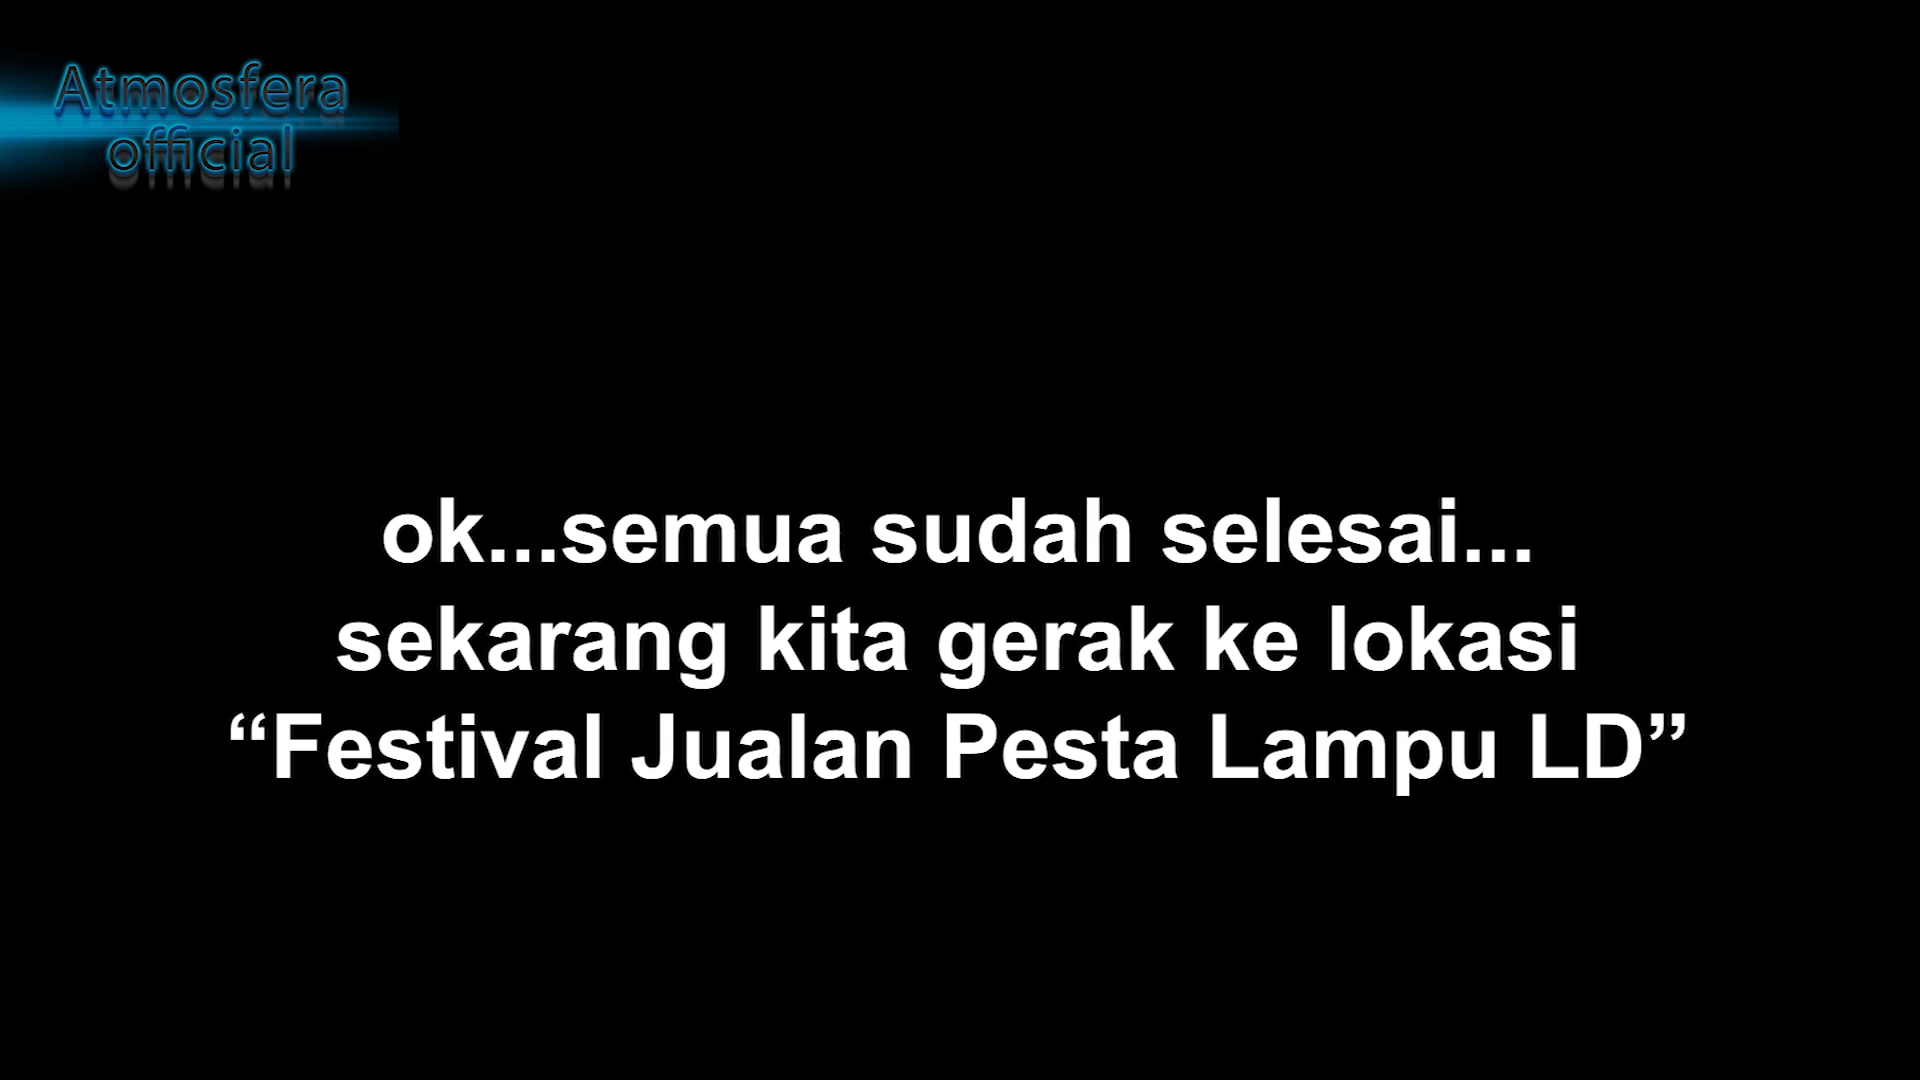 Atmosfera
official
ok...semua sudah selesai...
sekarang kita gerak ke lokasi
“Festival Jualan Pesta Lampu LD”